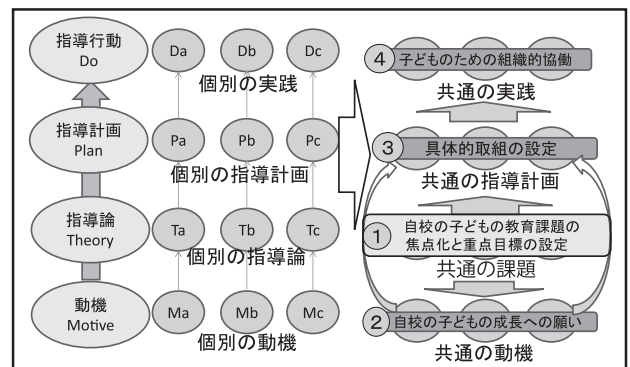 指導行動
Do
Da
Db
Dc
個別の実践
指導計画
Plan
Pa
Pb
Pc
個別の指導計画
指導論
Theory
Ta
Tb
Tc
個別の指導論
動機
Motive
Ma
Mb
Mc
個別の動機
④ 子どものための組織的協働
共通の実践
③ 具体的取組の設定
共通の指導計画
① 自校の子どもの教育課題の
焦点化と重点目標の設定
共通の課題
② 自校の子どもの成長への願い
共通の動機